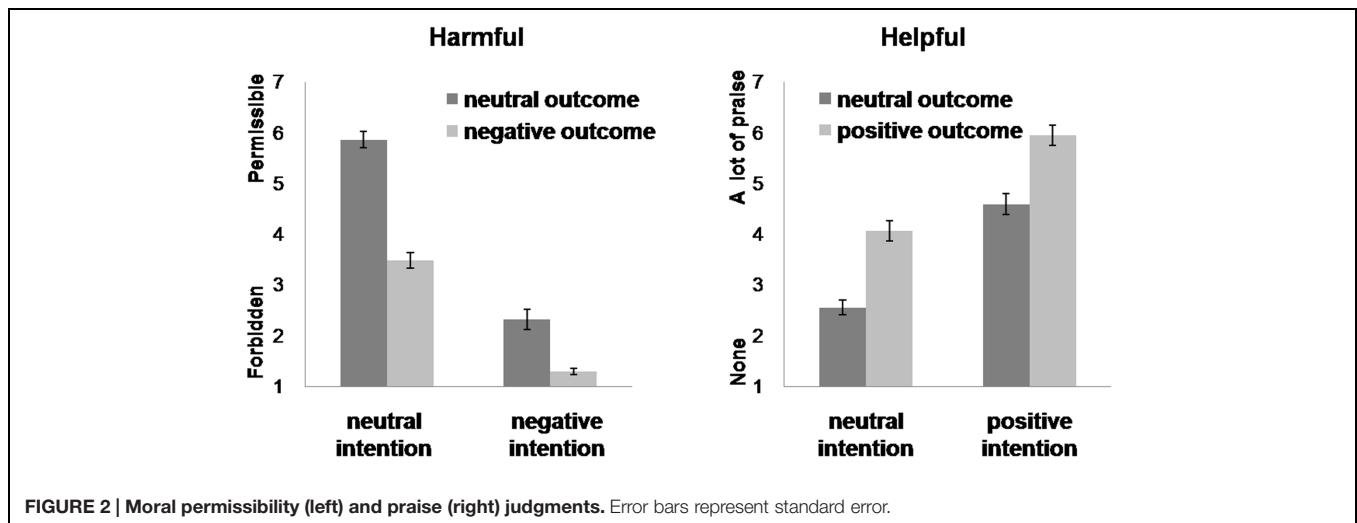 Harmful
Permissible
Forbidden
7
6
5
4
3
2
1
neutral outcome
negative outcome
neutral
intention
negative
intention
Helpful
A lot of praise
None
7
6
5
4
3
2
1
neutral outcome
positive outcome
neutral
intention
positive
intention
FIGURE 2 | Moral permissibility (left) and praise (right) judgments. Error bars represent standard error.